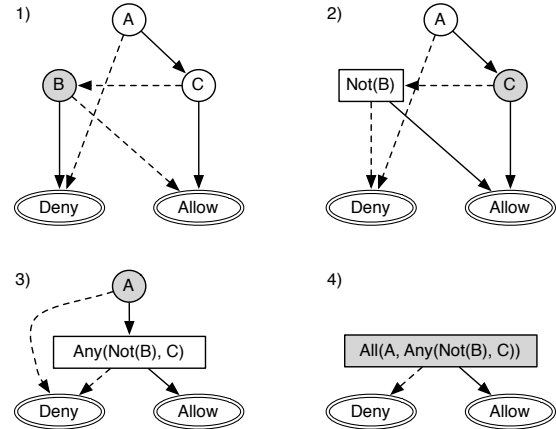 1)
A
B
C
Deny
Allow
2)
A
Not(B)
C
Deny
Allow
3)
A
Any(Not(B), C)
Deny
Allow
4)
All(A, Any(Not(B), C))
Deny
Allow